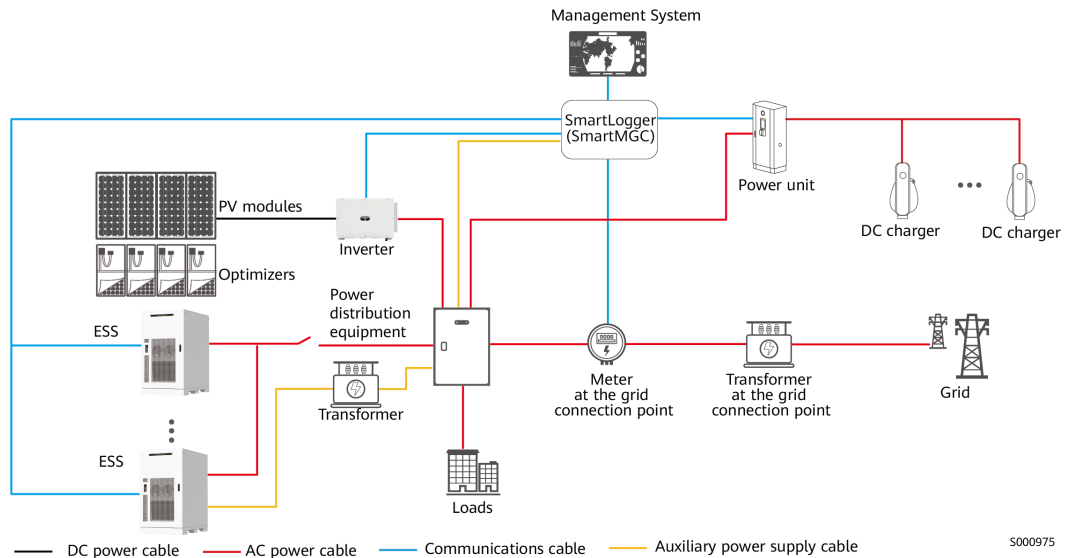 Management System
SmartLogger
(SmartMGC)
Power unit
DC charger
DC charger
PV modules
Inverter
Optimizers
Power
distribution
equipment
ESS
Transformer
Meter
at the grid
connection point
Transformer
at the grid
connection point
Grid
ESS
Loads
DC power cable
AC power cable
Communications cable
Auxiliary power supply cable
S000975